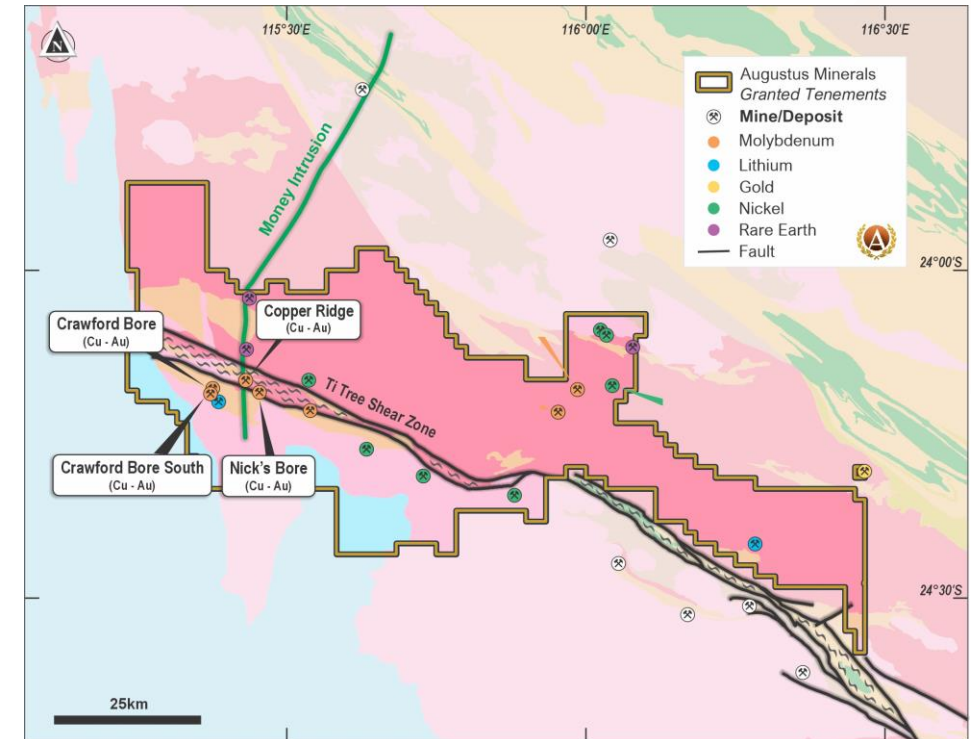 115°30'E
116°00'E
116°30'E
N
Augustus Minerals
Granted Tenements
Mine/Deposit
Molybdenum
Lithium
Gold
Nickel
Rare Earth
Fault
A
Money Intrusion
24°00'S
Crawford Bore
(Cu - Au)
Copper Ridge
(Cu - Au)
Ti Tree Shear Zone
Crawford Bore South
(Cu - Au)
Nick's Bore
(Cu - Au)
24°30'S
25km